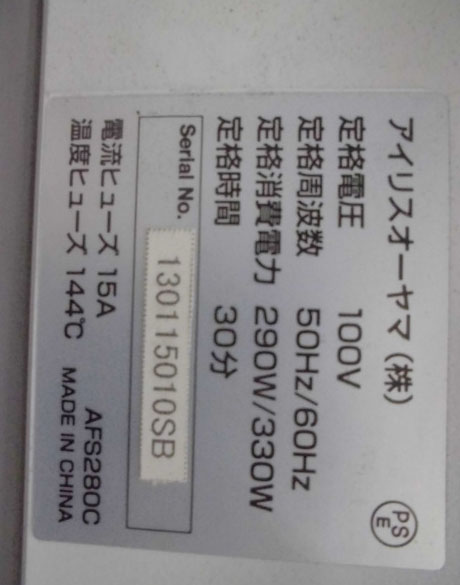 アイリスオーヤマ(株)
PSE
定格電圧 100V
定格周波数 50Hz/60Hz
定格消費電力 290W/330W
定格時間 30分
Serial No. 130115010SB
電流ヒューズ 15A AFS280C
温度ヒューズ 144℃ MADE IN CHINA